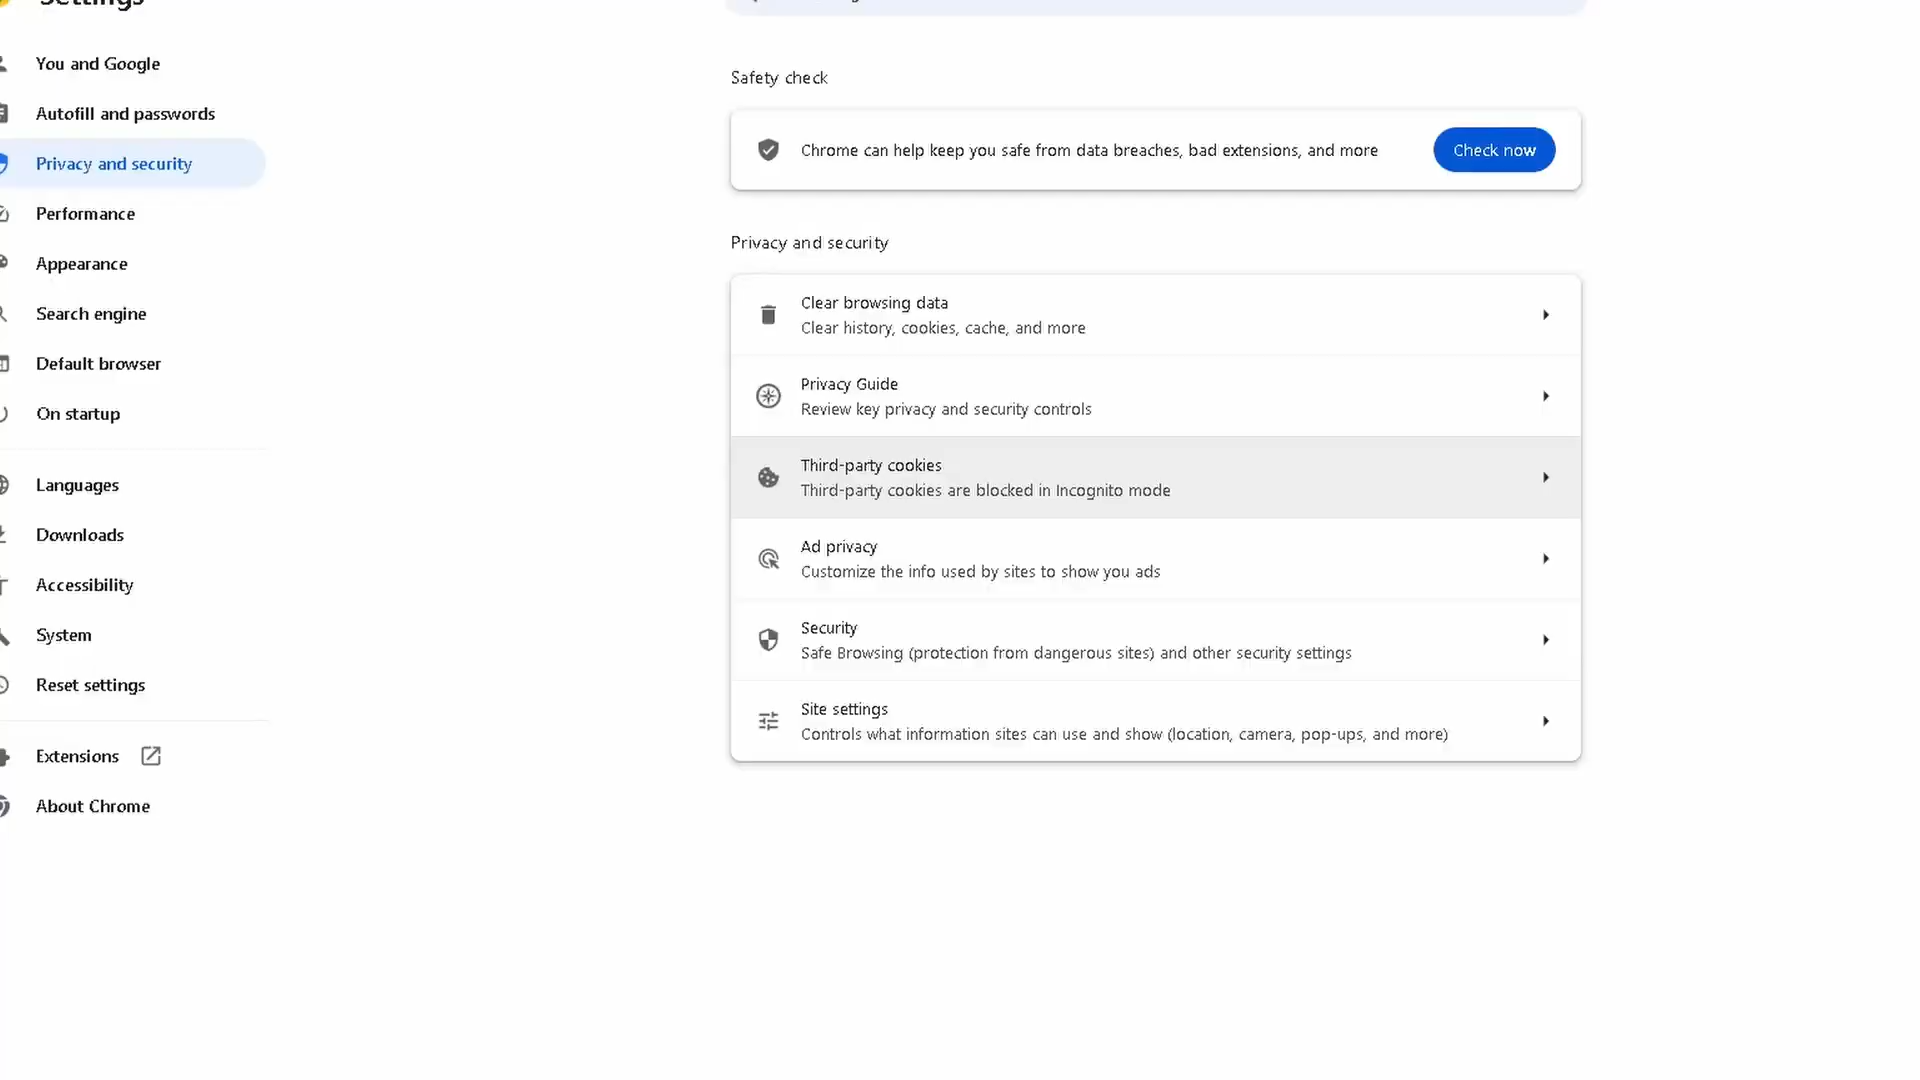 Settings
You and Google
Autofill and passwords
Privacy and security
Performance
Appearance
Search engine
Default browser
On startup
Languages
Downloads
Accessibility
System
Reset settings
Extensions
About Chrome
Safety check
Chrome can help keep you safe from data breaches, bad extensions, and more
Check now
Privacy and security
Clear browsing data
Clear history, cookies, cache, and more
Privacy Guide
Review key privacy and security controls
Third-party cookies
Third-party cookies are blocked in Incognito mode
Ad privacy
Customize the info used by sites to show you ads
Security
Safe Browsing (protection from dangerous sites) and other security settings
Site settings
Controls what information sites can use and show (location, camera, pop-ups, and more)